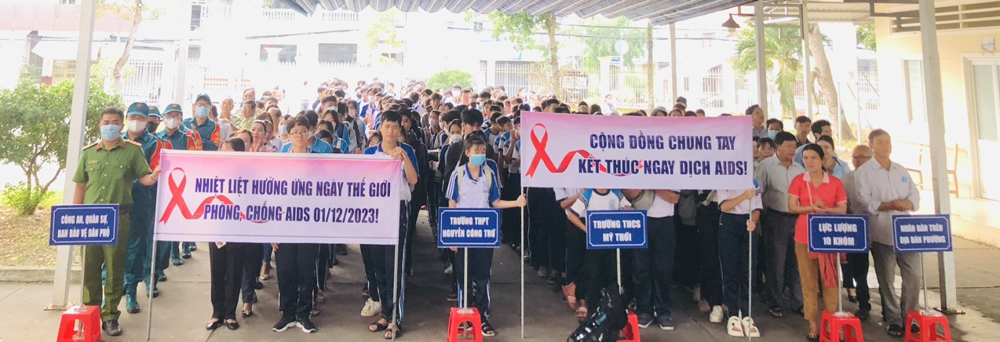 NHIỆT LIỆT HƯỞNG ỨNG NGÀY THẾ GIỚI
PHÒNG, CHỐNG AIDS 01/12/2023!
CỘNG ĐỒNG CHUNG TAY
KẾT THÚC NGAY DỊCH AIDS!
CÔNG AN, QUÂN SỰ,
BAN BẢO VỆ DÂN PHỐ
TRƯỜNG THPT
NGUYỄN CÔNG TRỨ
TRƯỜNG THCS
MỸ THỚI
LỰC LƯỢNG
10 KHÓM
NHÂN DÂN TRÊN
ĐỊA BÀN PHƯỜNG